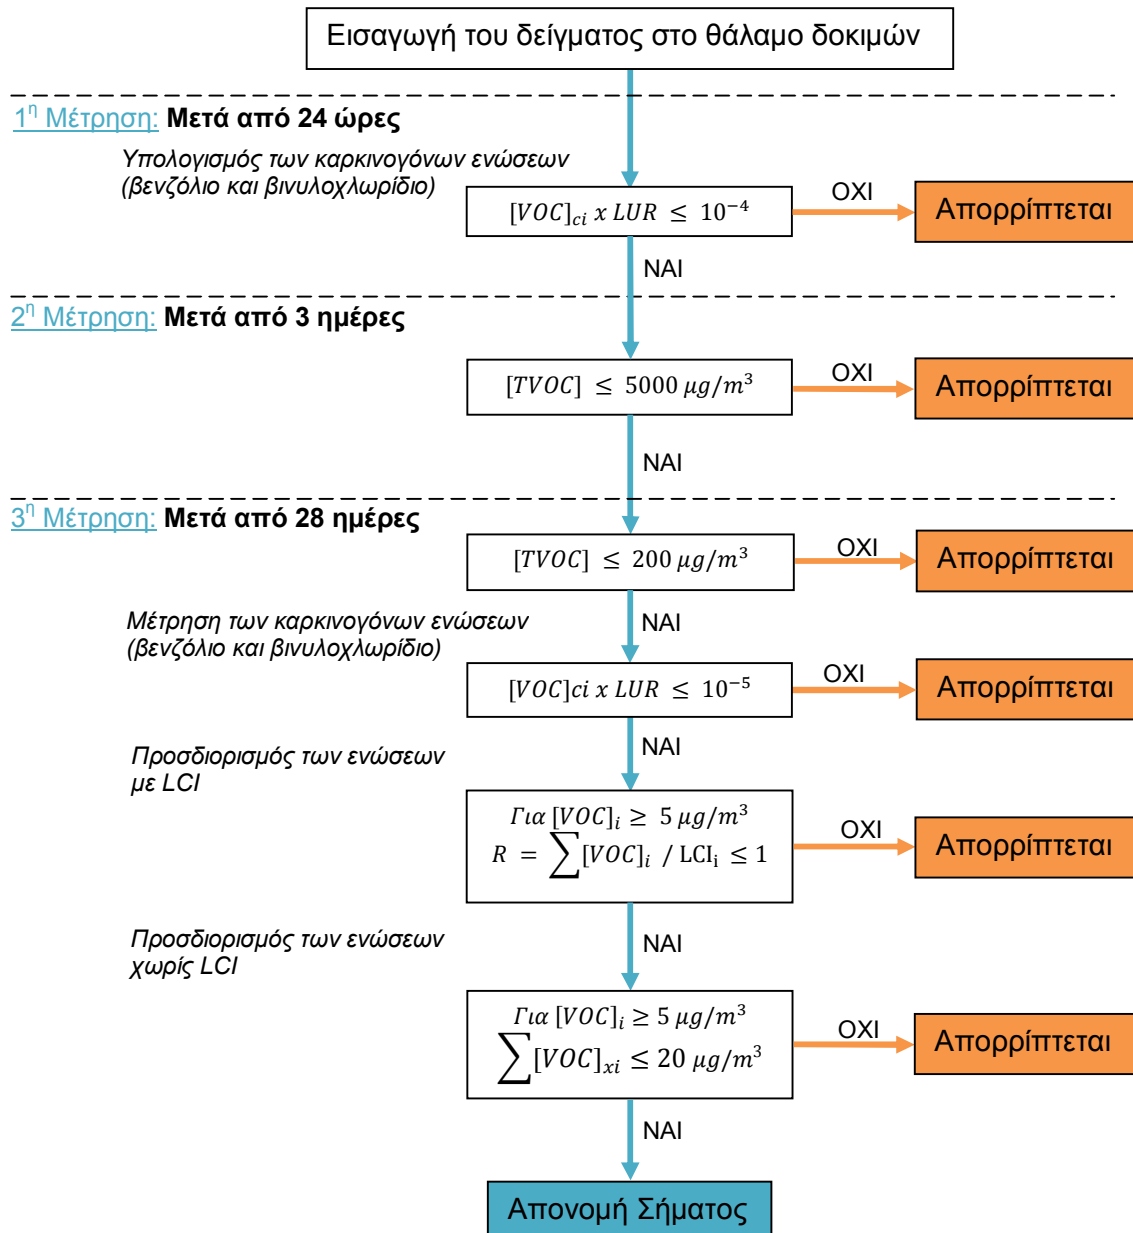 Εισαγωγή του δείγματος στο θάλαμο δοκιμών
1η Μέτρηση: Μετά από 24 ώρες
Υπολογισμός των καρκινογόνων ενώσεων
(βενζόλιο και βινυλοχλωρίδιο)
[VOC]ci x LUR ≤ 10−4
ΟΧΙ
Απορρίπτεται
ΝΑΙ
2η Μέτρηση: Μετά από 3 ημέρες
[TVOC] ≤ 5000 μg/m3
ΟΧΙ
Απορρίπτεται
ΝΑΙ
3η Μέτρηση: Μετά από 28 ημέρες
[TVOC] ≤ 200 μg/m3
ΟΧΙ
Απορρίπτεται
ΝΑΙ
Μέτρηση των καρκινογόνων ενώσεων
(βενζόλιο και βινυλοχλωρίδιο)
[VOC]ci x LUR ≤ 10−5
ΟΧΙ
Απορρίπτεται
ΝΑΙ
Προσδιορισμός των ενώσεων
με LCI
Για [VOC]i ≥ 5 μg/m3
R = ∑[VOC]i / LCIi ≤ 1
ΟΧΙ
Απορρίπτεται
ΝΑΙ
Προσδιορισμός των ενώσεων
χωρίς LCI
Για [VOC]i ≥ 5 μg/m3
∑[VOC]xi ≤ 20 μg/m3
ΟΧΙ
Απορρίπτεται
ΝΑΙ
Απονομή Σήματος